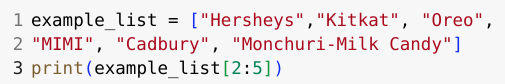 1 example_list = ["Hersheys","Kitkat", "Oreo",
2 "MIMI", "Cadbury", "Monchuri-Milk Candy"]
3 print(example_list[2:5])